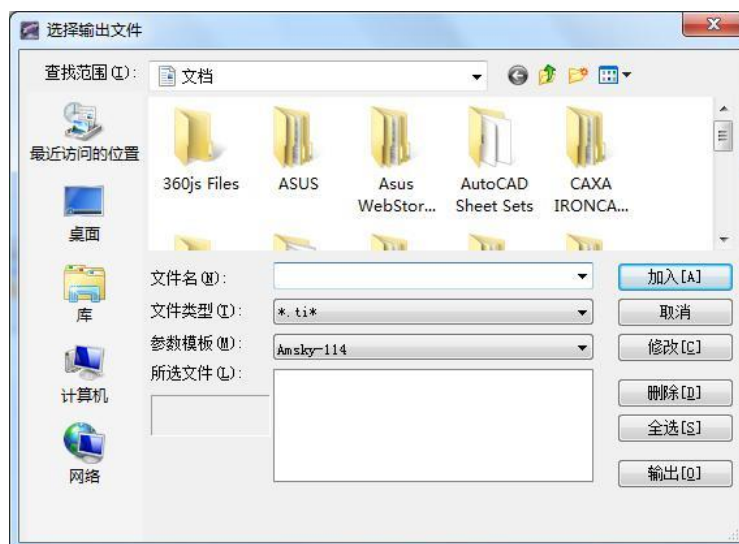 选择输出文件
查找范围(I):
文档
最近访问的位置
桌面
库
计算机
网络
360js Files
ASUS
Asus
WebStor...
AutoCAD
Sheet Sets
CAXA
IRONCA...
文件名(N):
加入[A]
文件类型(T):
*.ti*
取消
参数模板(M):
Amsky-114
修改[C]
所选文件(L):
删除[D]
全选[S]
输出[O]